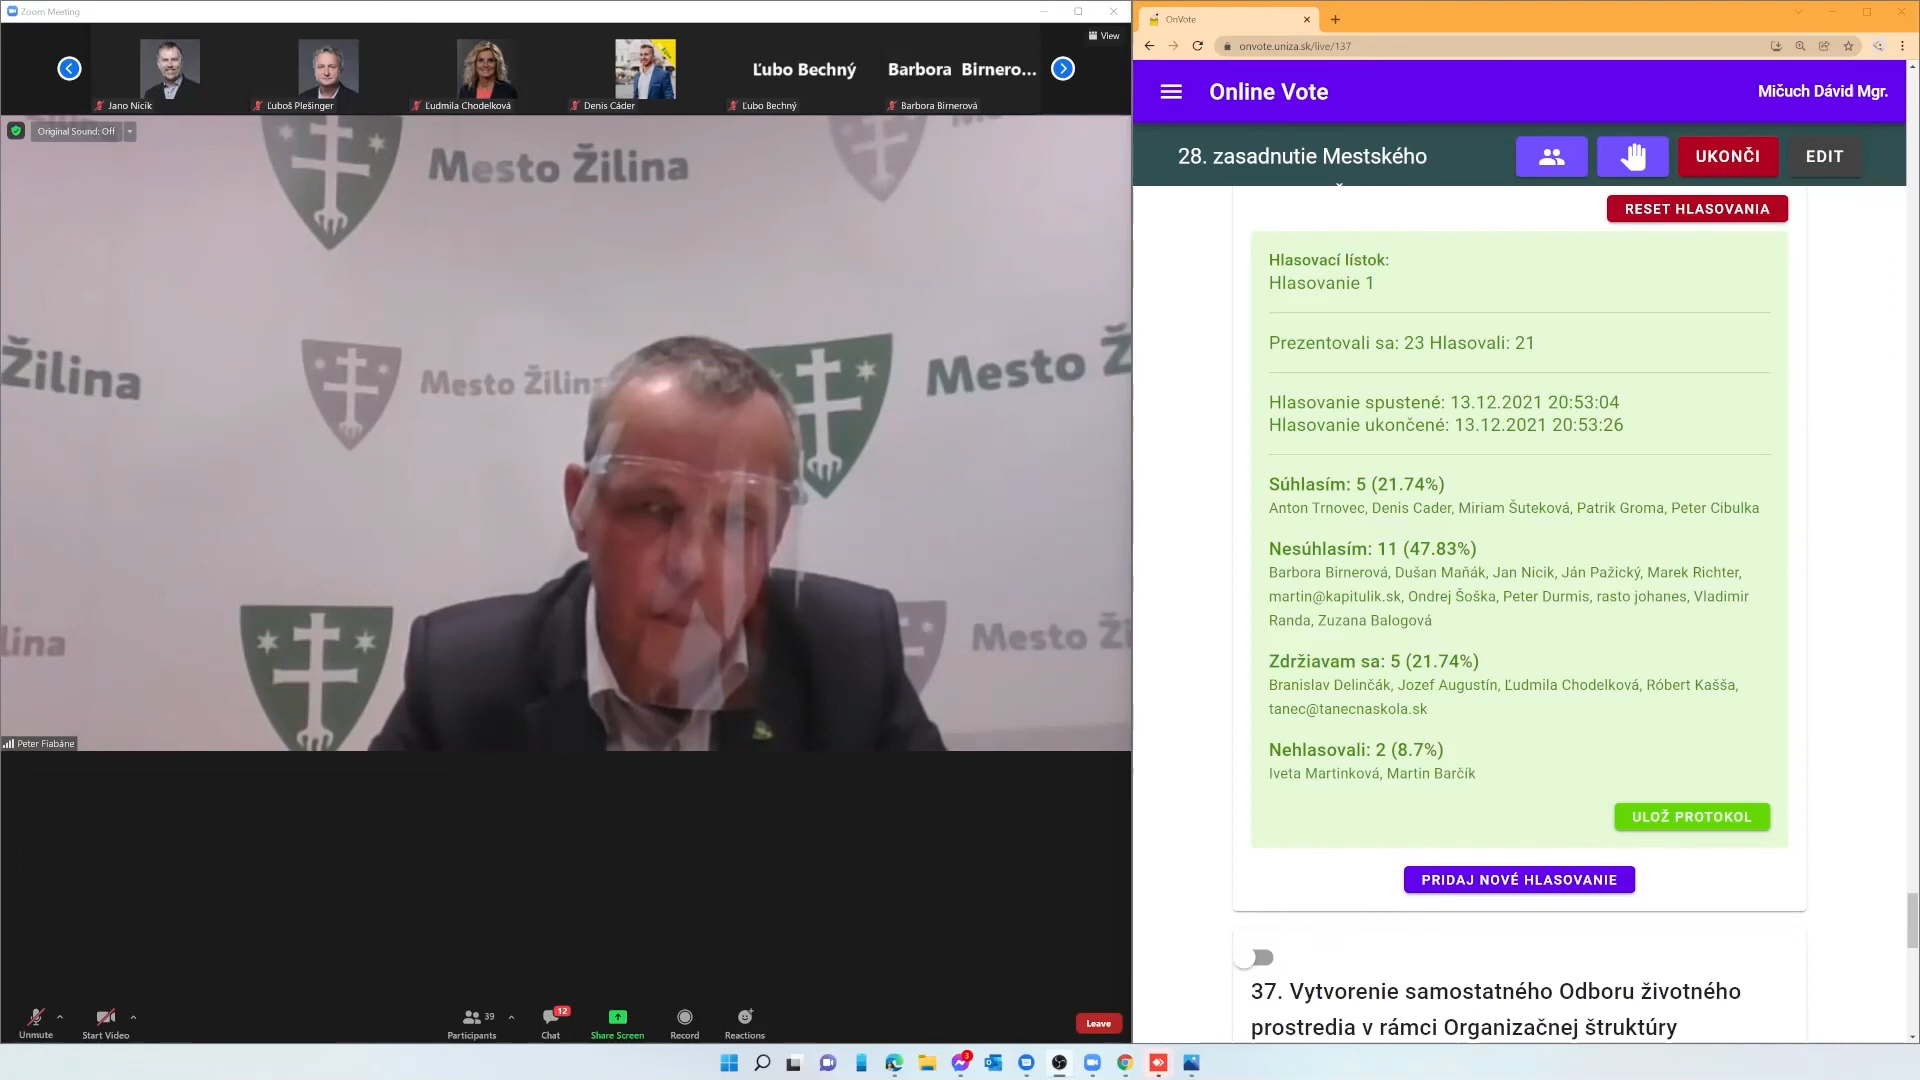 Zoom Meeting
View
Ľubo Bechný
Barbora Birnero...
Jano Nicik
Ľuboš Plešinger
Ľudmila Chodelková
Denis Cáder
Ľubo Bechný
Barbora Birnerová
Original Sound: Off
Mesto Žilina
Žilina
Mesto Žilina
Mesto Ž
lina
Mesto Ži
Peter Fiabáne
Unmute
Start Video
39
Participants
12
Chat
Share Screen
Record
Reactions
Leave
OnVote
onvote.uniza.sk/live/137
Online Vote
Mičuch Dávid Mgr.
28. zasadnutie Mestského
UKONČI
EDIT
RESET HLASOVANIA
Hlasovací lístok:
Hlasovanie 1
Prezentovali sa: 23 Hlasovali: 21
Hlasovanie spustené: 13.12.2021 20:53:04
Hlasovanie ukončené: 13.12.2021 20:53:26
Súhlasím: 5 (21.74%)
Anton Trnovec, Denis Cader, Miriam Šuteková, Patrik Groma, Peter Cibulka
Nesúhlasím: 11 (47.83%)
Barbora Birnerová, Dušan Maňák, Jan Nicik, Ján Pažický, Marek Richter,
martin@kapitulik.sk, Ondrej Šoška, Peter Durmis, rasto johanes, Vladimir
Randa, Zuzana Balogová
Zdržiavam sa: 5 (21.74%)
Branislav Delinčák, Jozef Augustín, Ľudmila Chodelková, Róbert Kašša,
tanec@tanecnaskola.sk
Nehlasovali: 2 (8.7%)
Iveta Martinková, Martin Barčík
ULOŽ PROTOKOL
PRIDAJ NOVÉ HLASOVANIE
37. Vytvorenie samostatného Odboru životného
prostredia v rámci Organizačnej štruktúry
3